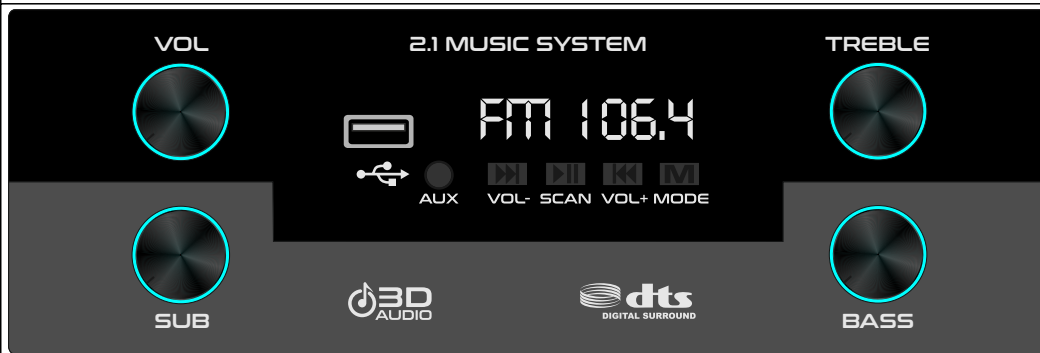 VOL
2.1 MUSIC SYSTEM
TREBLE
FM 106.4
M
AUX VOL- SCAN VOL+ MODE
3D
AUDIO
dts
DIGITAL SURROUND
SUB
BASS